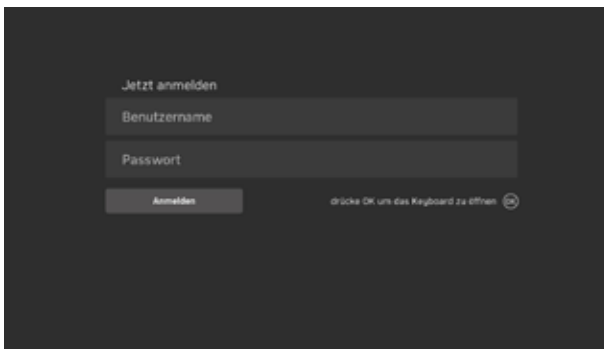 Jetzt anmelden
Benutzername
Passwort
Anmelden
drücke OK um das Keyboard zu öffnen OK